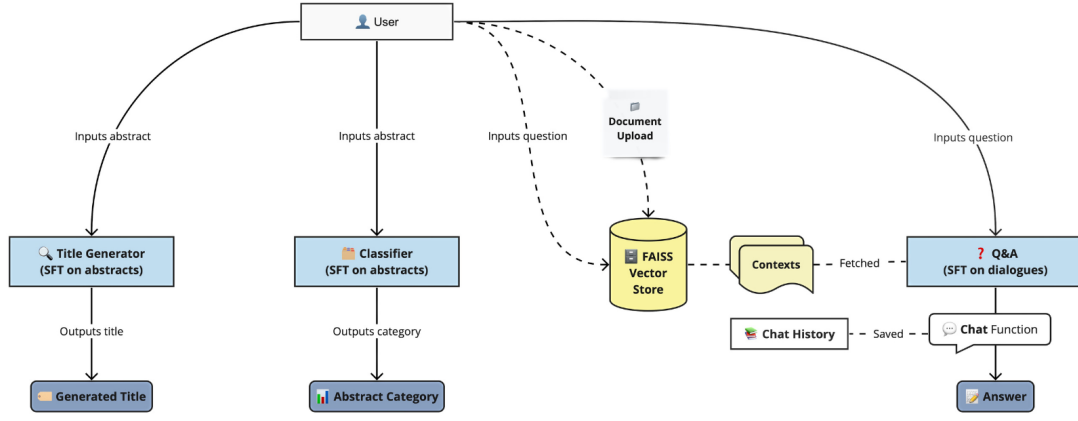 User
Document
Upload
Inputs abstract
Inputs abstract
Inputs question
Inputs question
Title Generator
(SFT on abstracts)
Classifier
(SFT on abstracts)
FAISS
Vector
Store
Contexts
Fetched
Q&A
(SFT on dialogues)
Outputs title
Outputs category
Chat History
Saved
Chat Function
Generated Title
Abstract Category
Answer